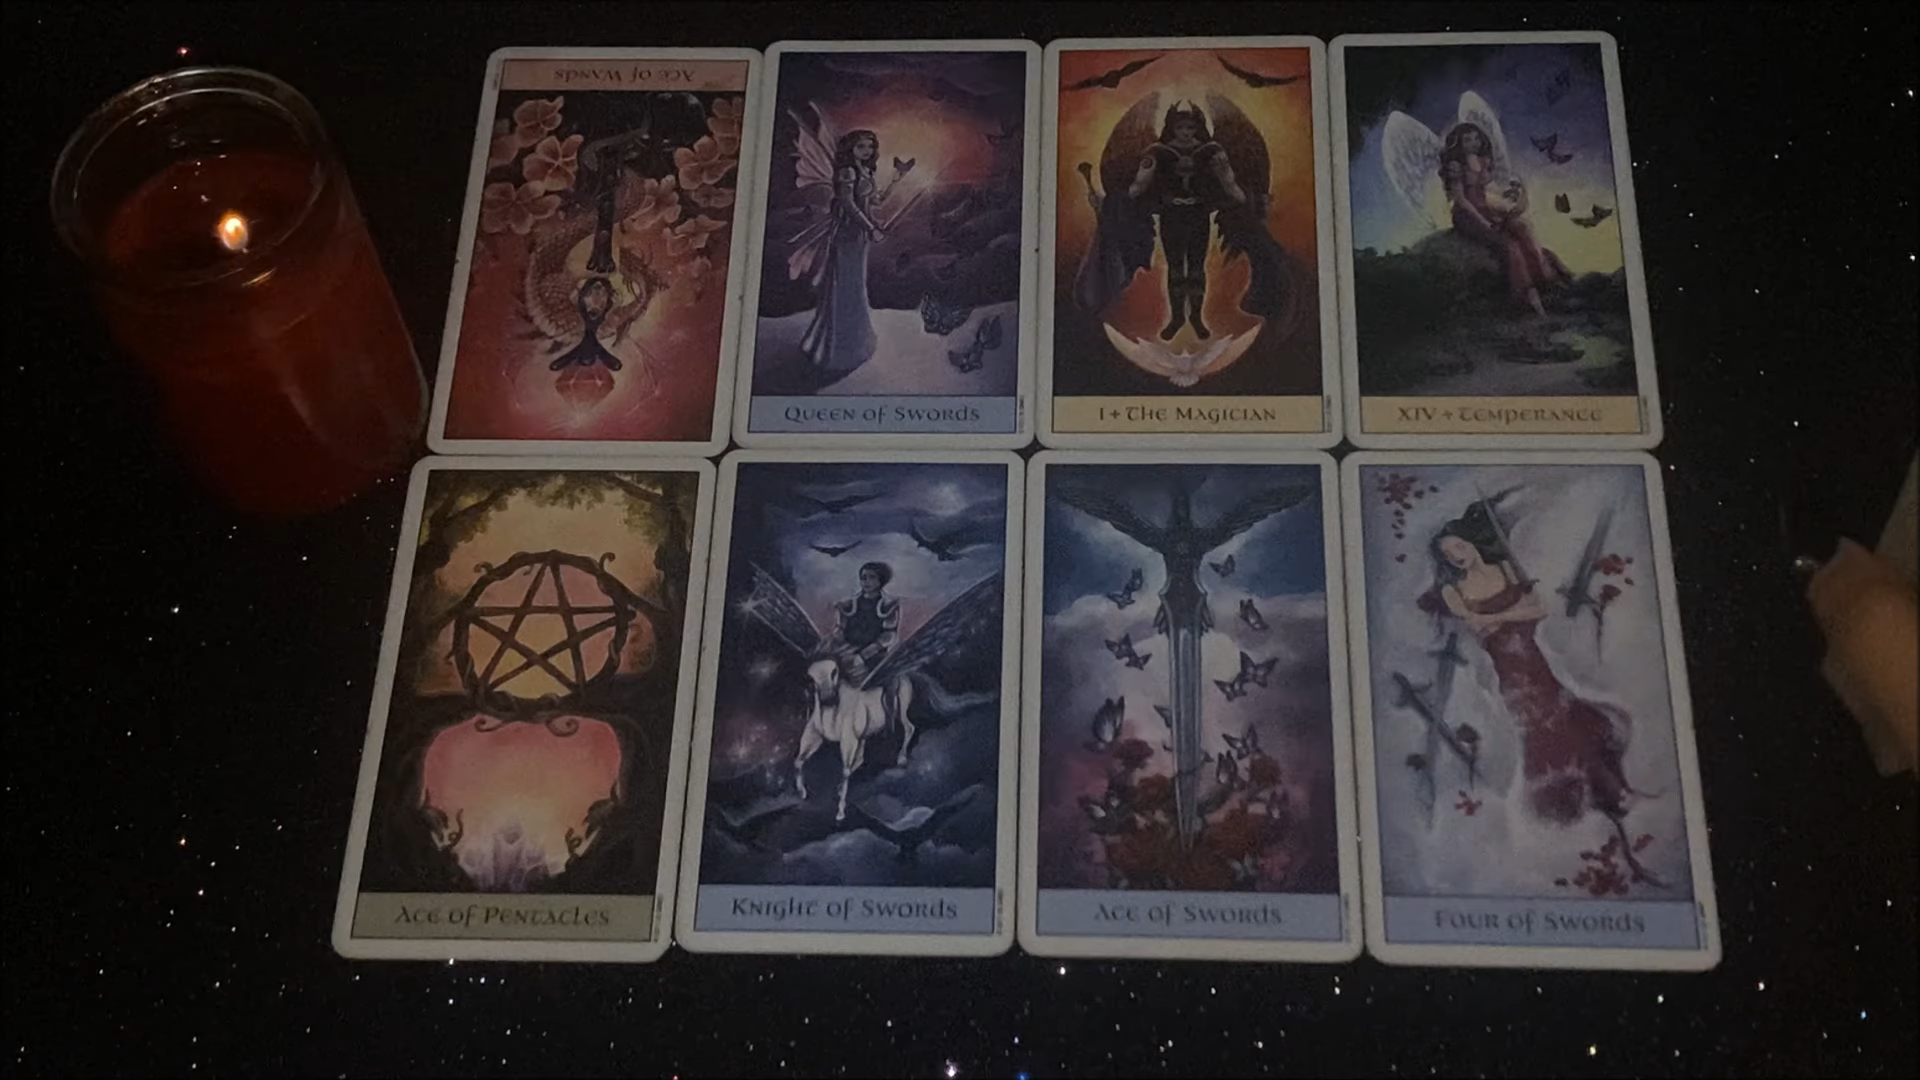 Ace of Wands
Queen of Swords
I + The Magician
XIV + Temperance
Ace of Pentacles
Knight of Swords
Ace of Swords
Four of Swords